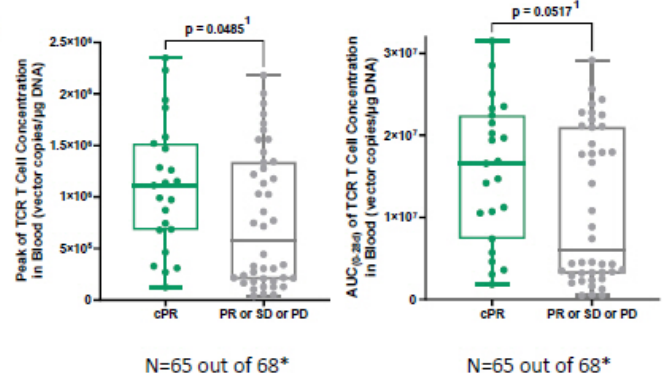 p = 0.0485¹
Peak of TCR T Cell Concentration
in Blood (vector copies/µg DNA)
2.5×10⁶
2×10⁶
1.5×10⁶
1×10⁶
5×10⁵
0
cPR
PR or SD or PD
N=65 out of 68*
p = 0.0517¹
AUC(0-28d) of TCR T Cell Concentration
in Blood (vector copies/µg DNA)
3×10⁷
2×10⁷
1×10⁷
0
cPR
PR or SD or PD
N=65 out of 68*